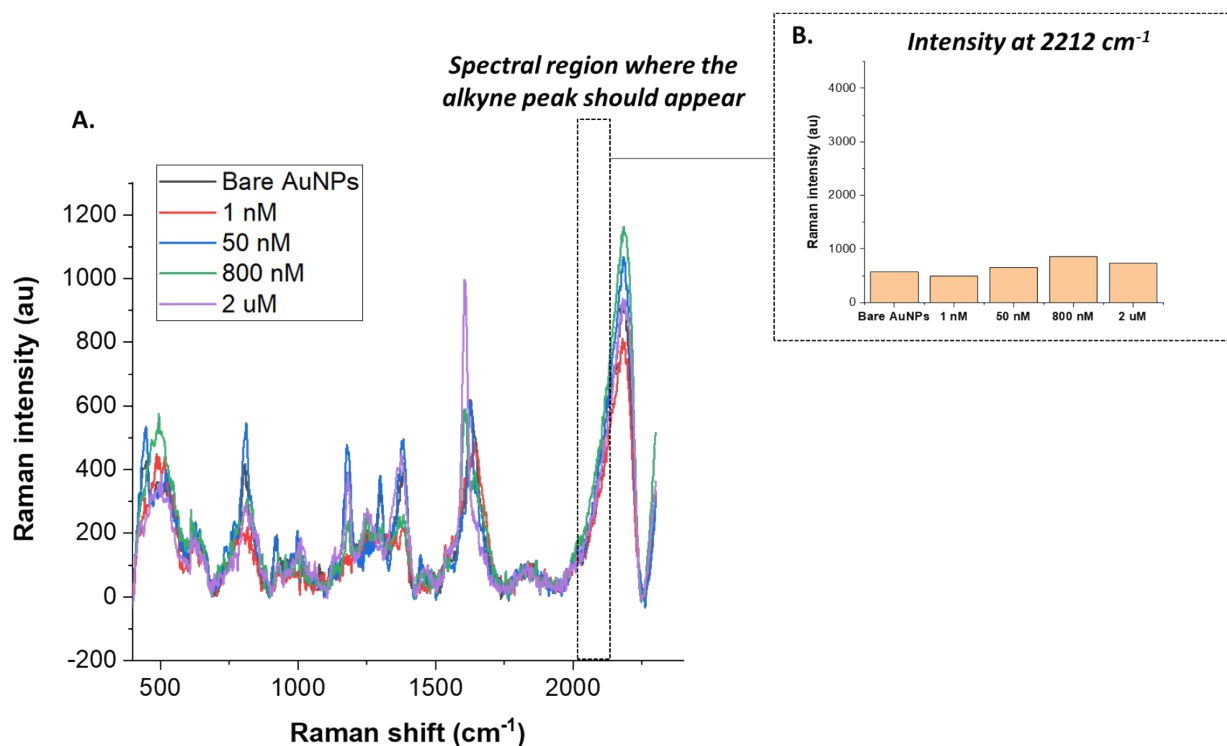 B.
Intensity at 2212 cm⁻¹
Raman intensity (au)
4000
3000
2000
1000
0
Bare AuNPs 1 nM 50 nM 800 nM 2 uM
Spectral region where the
alkyne peak should appear
A.
Bare AuNPs
1 nM
50 nM
800 nM
2 uM
Raman intensity (au)
1200
1000
800
600
400
200
0
-200
500 1000 1500 2000
Raman shift (cm⁻¹)